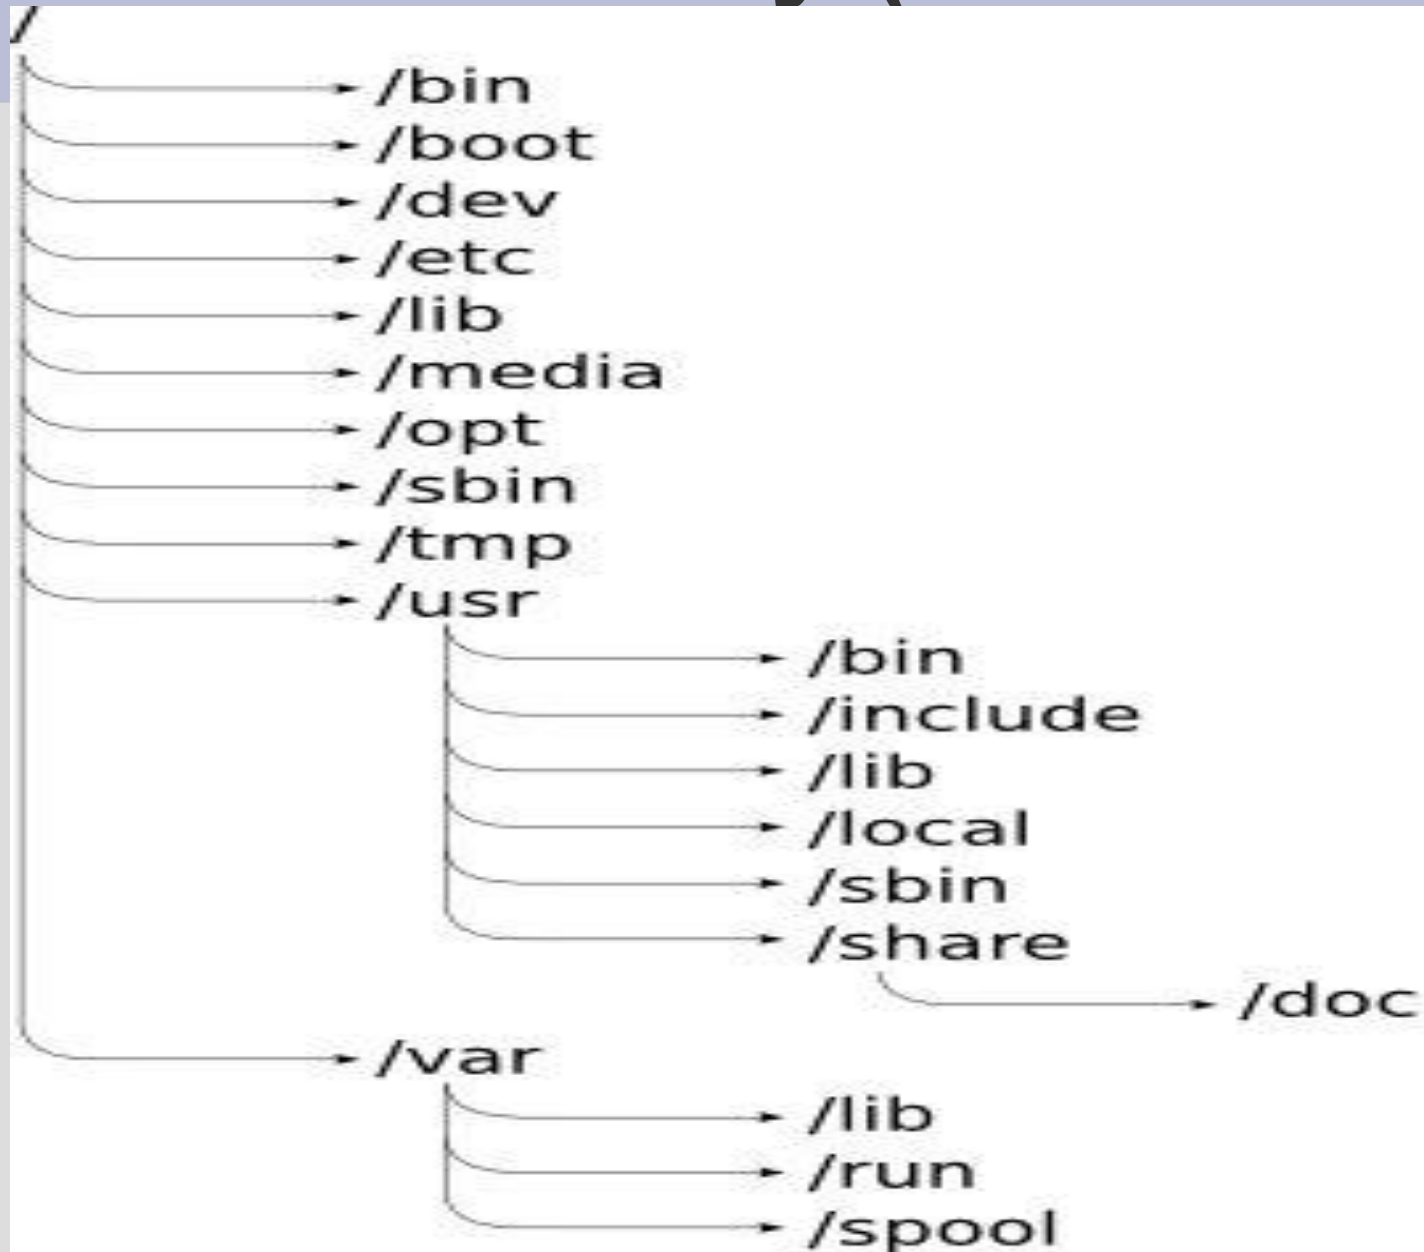 /
/bin
/boot
/dev
/etc
/lib
/media
/opt
/sbin
/tmp
/usr
/bin
/include
/lib
/local
/sbin
/share
/doc
/var
/lib
/run
/spool